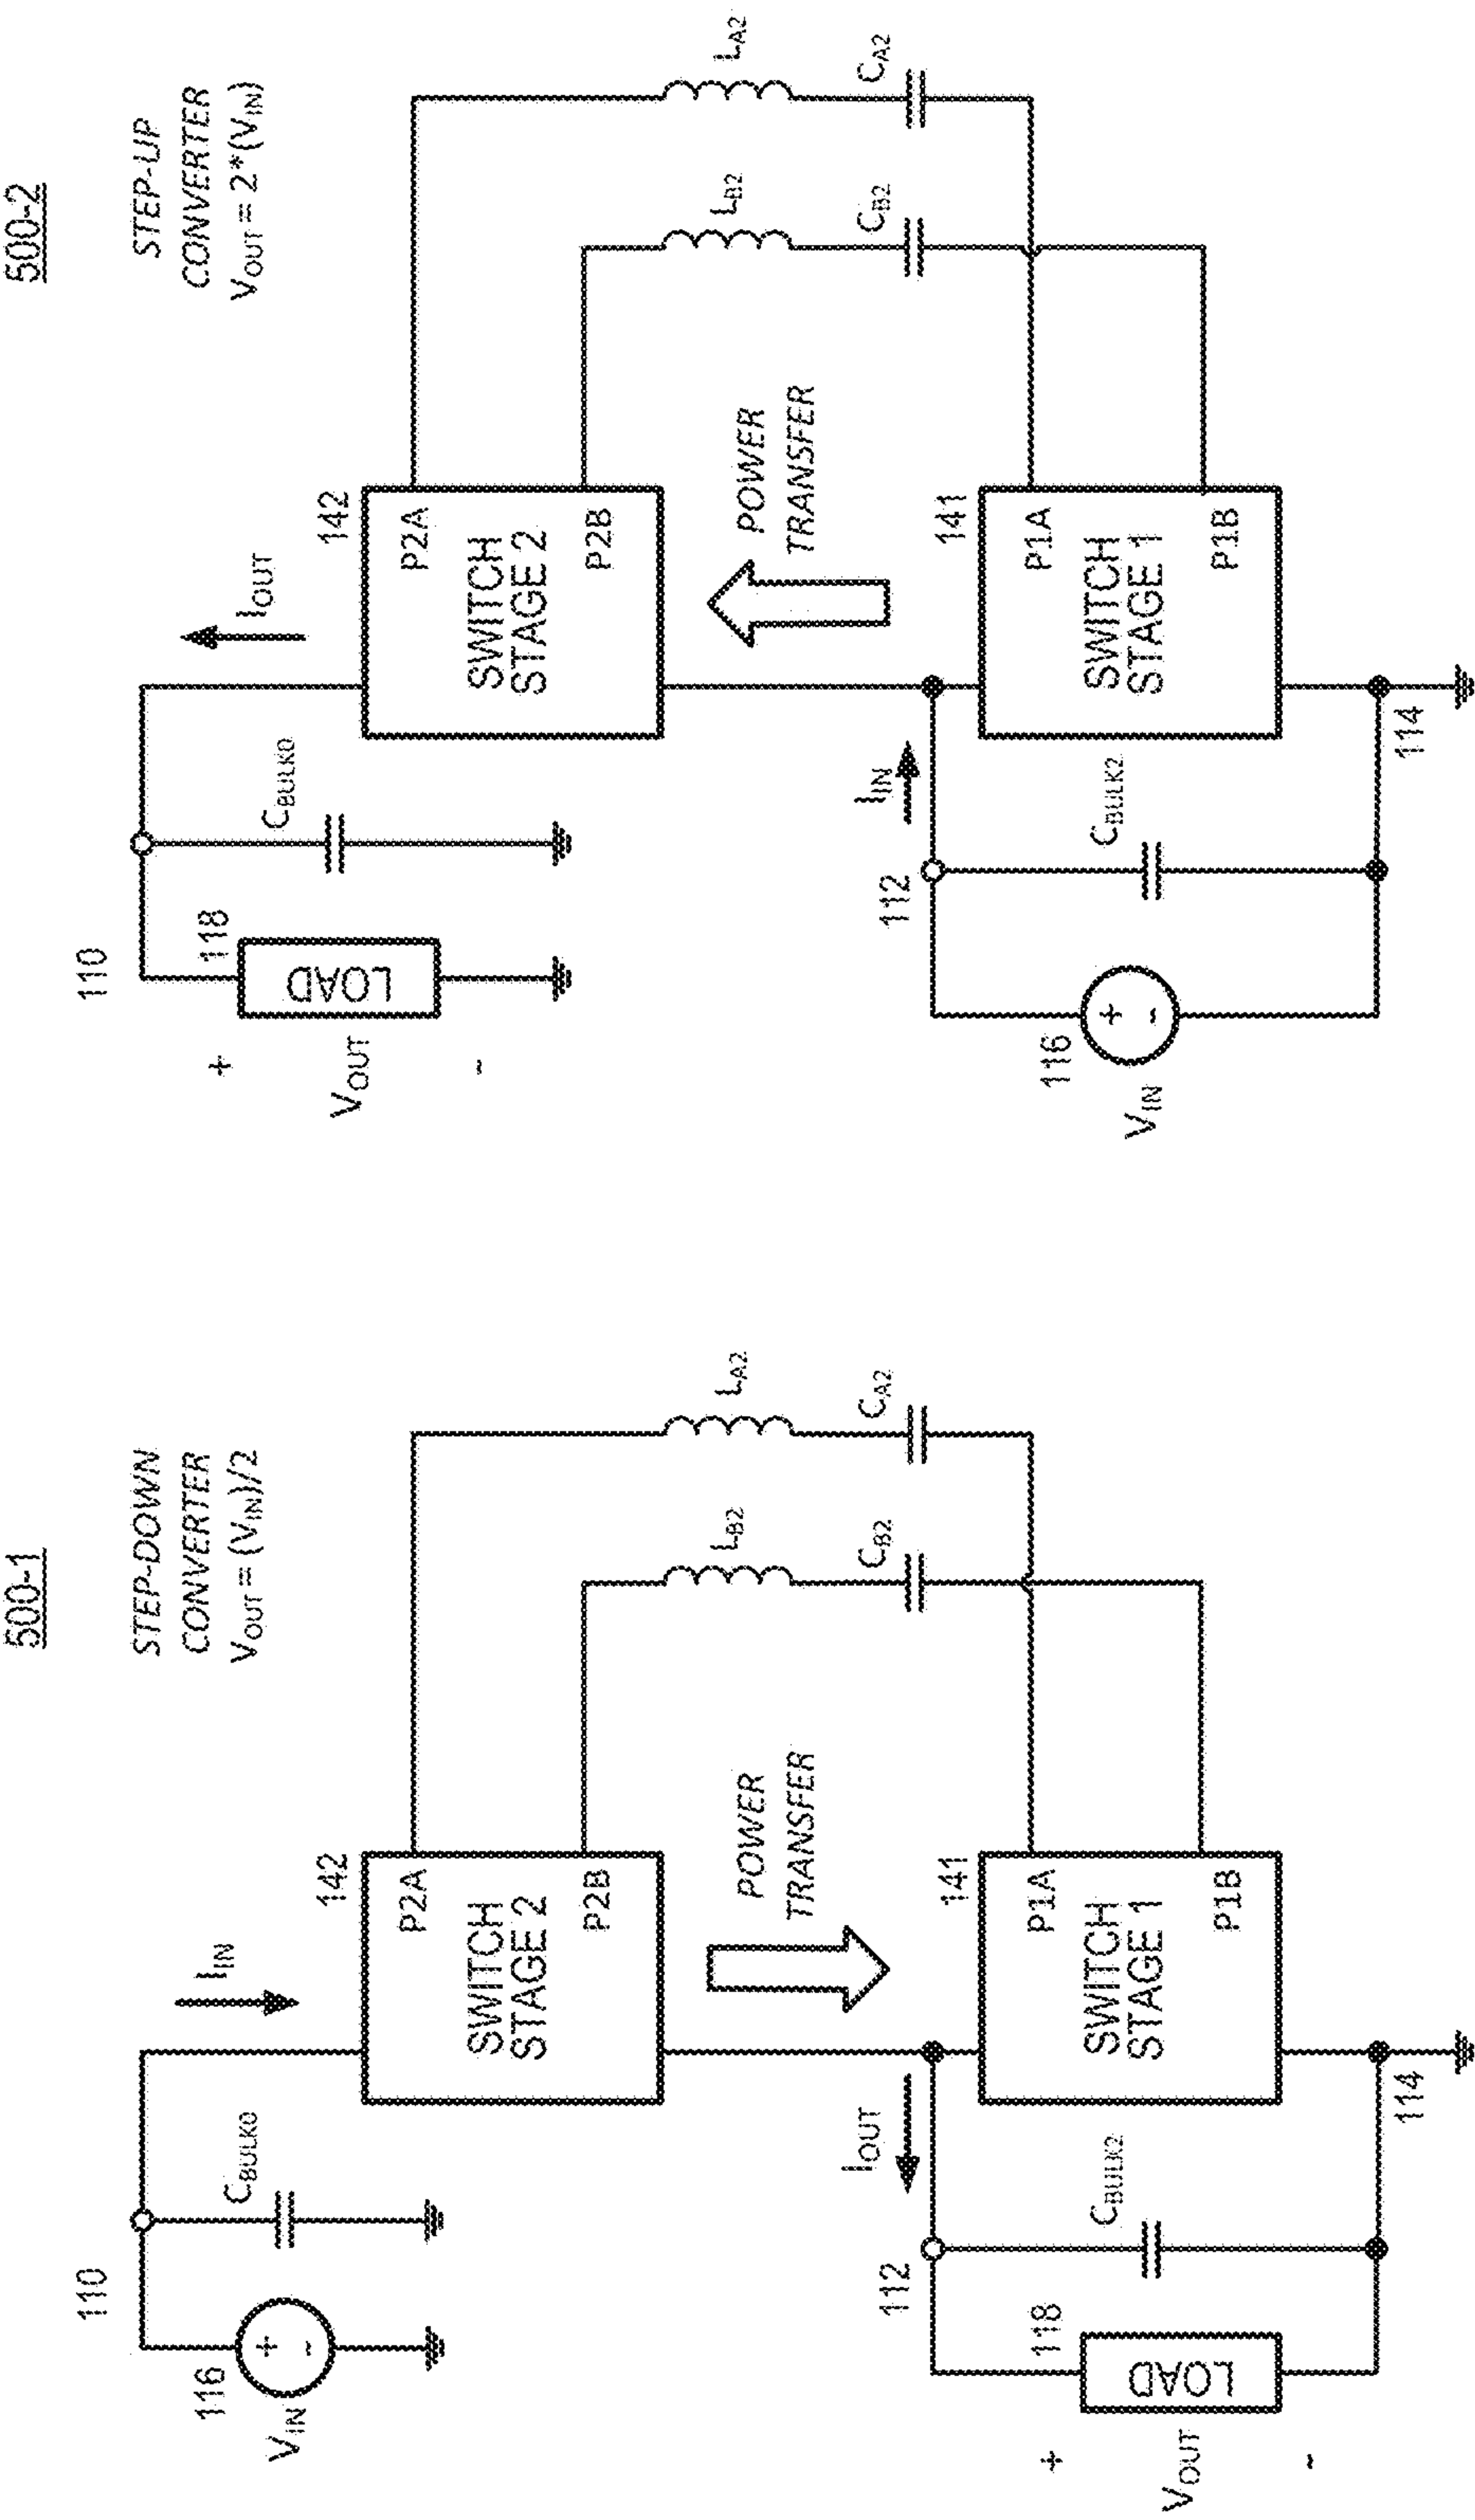 500-1
STEP-DOWN
CONVERTER
VOUT = (VIN)/2
110
116
VIN
+
-
CBULK0
IIN
142
P2A
SWITCH
STAGE 2
P2B
LA2
LB2
CA2
CB2
POWER
TRANSFER
IOUT
112
118
LOAD
+
VOUT
-
CBULK2
141
P1A
SWITCH
STAGE 1
P1B
114
500-2
STEP-UP
CONVERTER
VOUT = 2*(VIN)
110
118
LOAD
+
VOUT
-
CBULK0
IOUT
142
P2A
SWITCH
STAGE 2
P2B
LA2
LB2
CA2
CB2
POWER
TRANSFER
IIN
112
116
VIN
+
-
CBULK2
141
P1A
SWITCH
STAGE 1
P1B
114